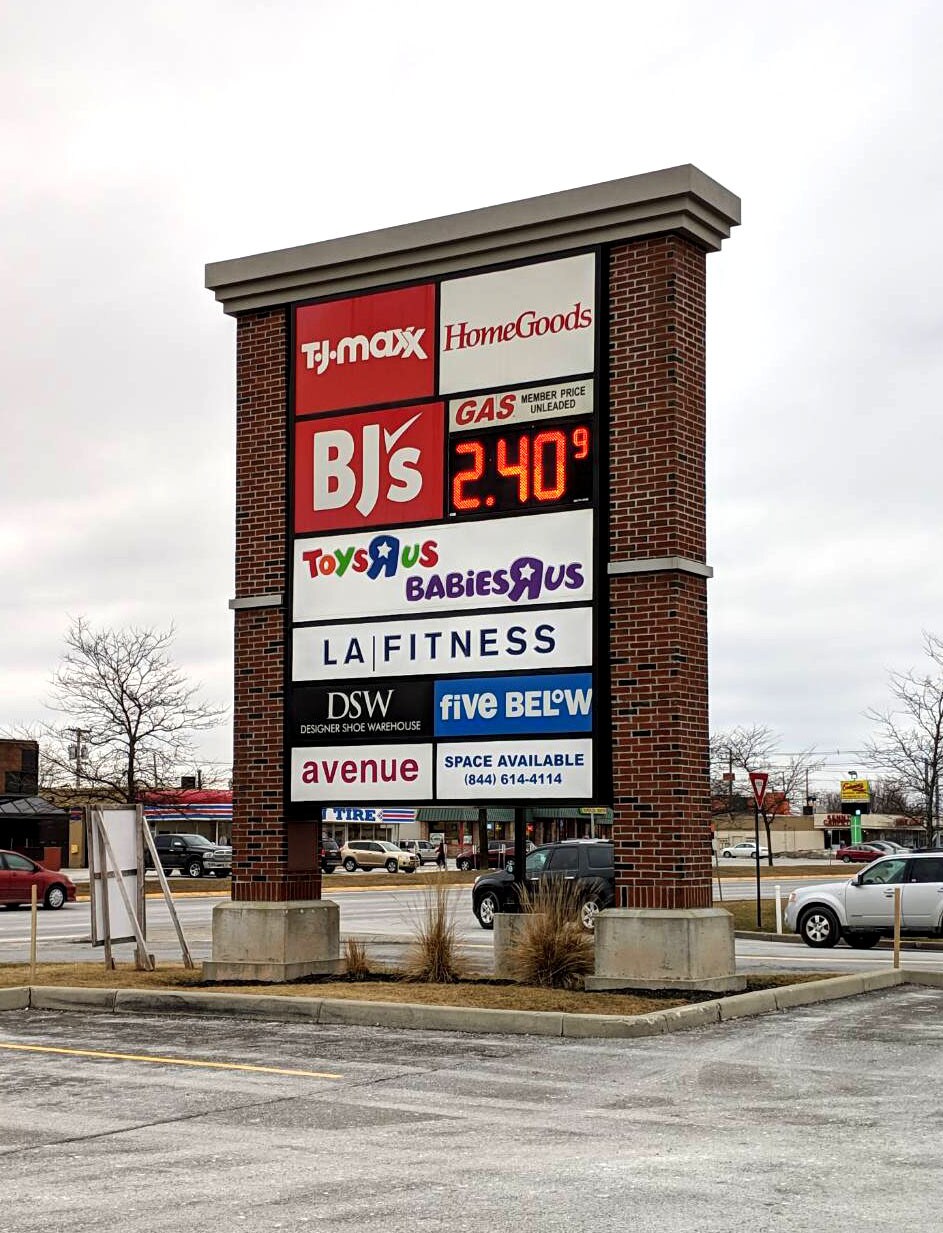 T·J·maxx
HomeGoods
BJ's
GAS MEMBER PRICE
UNLEADED
2.40 9
TOYS R US
BABIES R US
LA FITNESS
DSW
DESIGNER SHOE WAREHOUSE
five BELOW
avenue
SPACE AVAILABLE
(844) 614-4114
TIRE